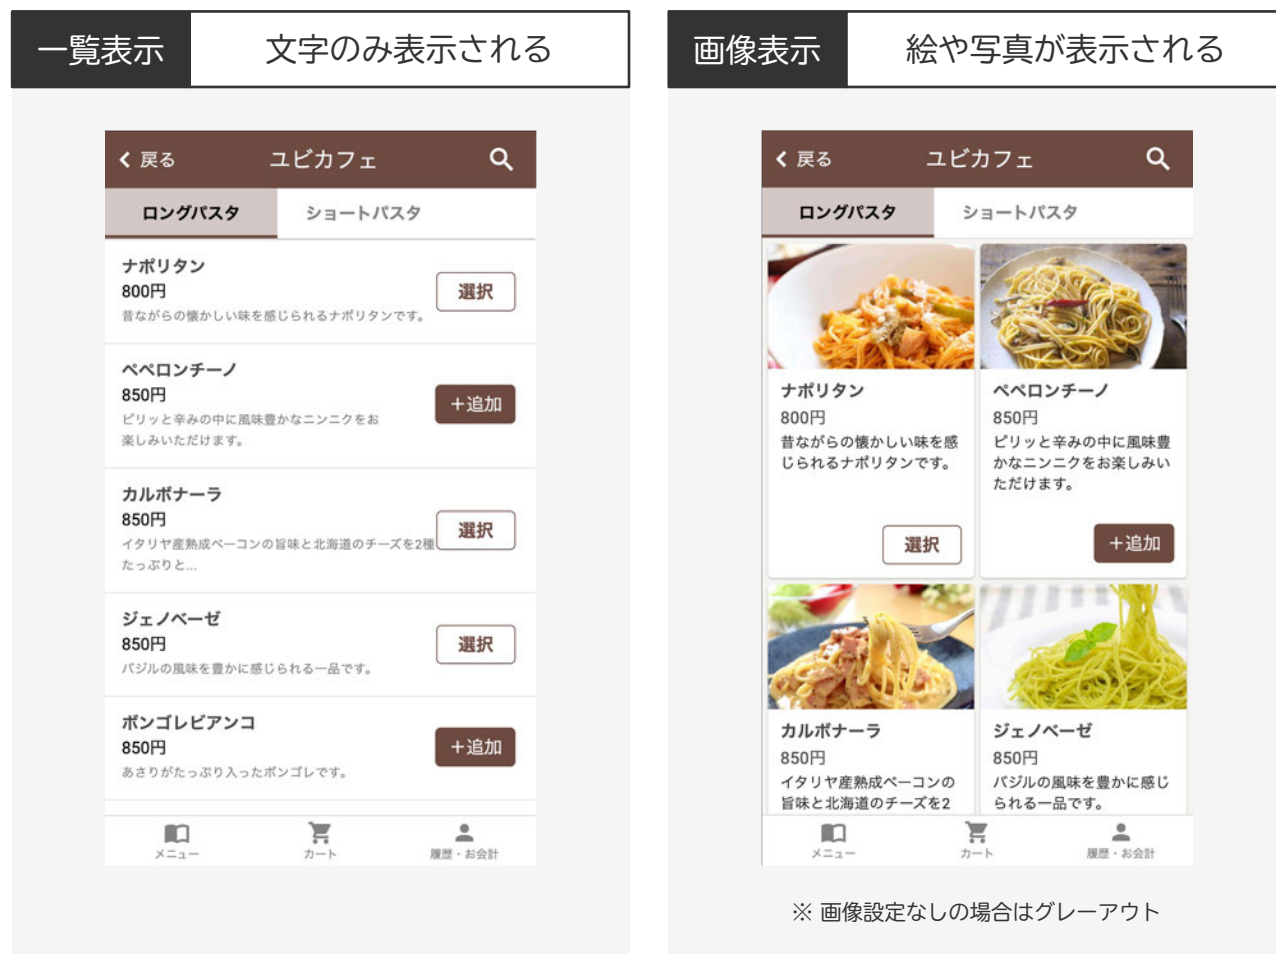 一覧表示
文字のみ表示される
戻る
ユビカフェ
ロングパスタ
ショートパスタ
ナポリタン
800円
昔ながらの懐かしい味を感じられるナポリタンです。
選択
ペペロンチーノ
850円
ピリッと辛みの中に風味豊かなニンニクをお
楽しみいただけます。
+追加
カルボナーラ
850円
イタリヤ産熟成ベーコンの旨味と北海道のチーズを2種
たっぷりと...
選択
ジェノベーゼ
850円
バジルの風味を豊かに感じられる一品です。
選択
ボンゴレビアンコ
850円
あさりがたっぷり入ったボンゴレです。
+追加
メニュー
カート
履歴・お会計
画像表示
絵や写真が表示される
戻る
ユビカフェ
ロングパスタ
ショートパスタ
ナポリタン
800円
昔ながらの懐かしい味を感
じられるナポリタンです。
選択
ペペロンチーノ
850円
ピリッと辛みの中に風味豊
かなニンニクをお楽しみい
ただけます。
+追加
カルボナーラ
850円
イタリヤ産熟成ベーコンの
旨味と北海道のチーズを2
ジェノベーゼ
850円
バジルの風味を豊かに感じ
られる一品です。
メニュー
カート
履歴・お会計
※ 画像設定なしの場合はグレーアウト